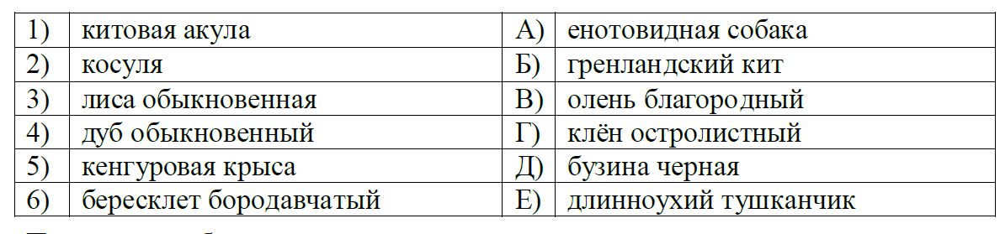 1) китовая акула А) енотовидная собака
2) косуля Б) гренландский кит
3) лиса обыкновенная В) олень благородный
4) дуб обыкновенный Г) клён остролистный
5) кенгуровая крыса Д) бузина черная
6) бересклет бородавчатый Е) длинноухий тушканчик